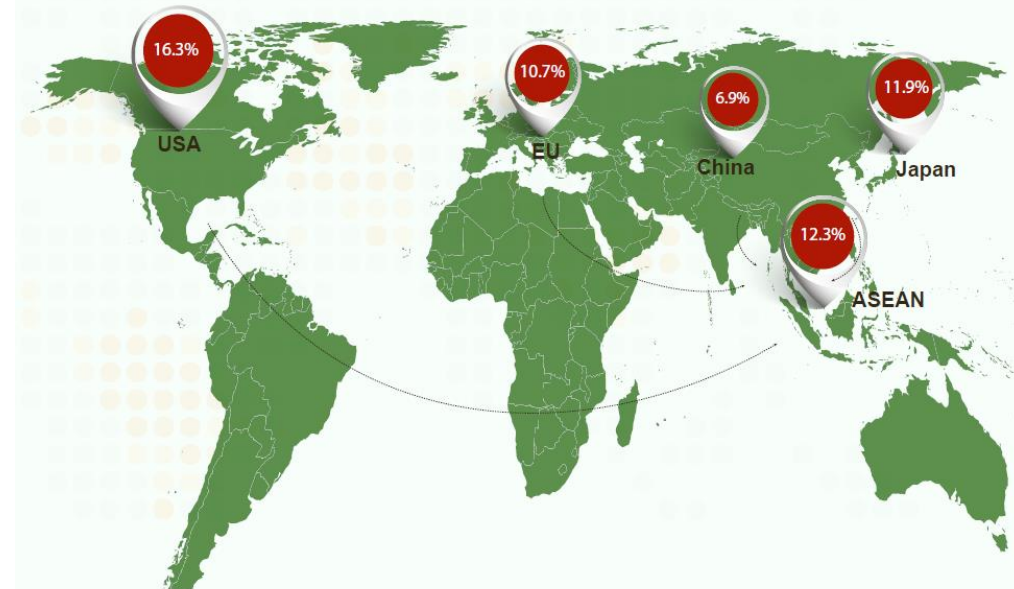 16.3%
USA
10.7%
EU
6.9%
China
11.9%
Japan
12.3%
ASEAN